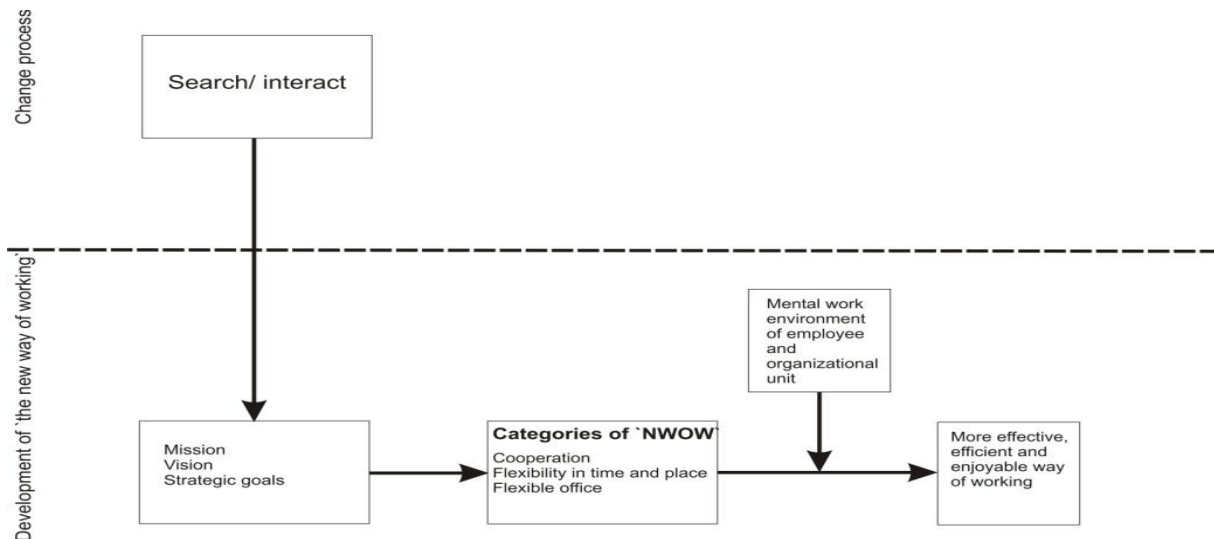 Change process
Search/ interact
Development of `the new way of working`
Mental work
environment
of employee
and
organizational
unit
Mission
Vision
Strategic goals
Categories of `NWOW`
Cooperation
Flexibility in time and place
Flexible office
More effective,
efficient and
enjoyable way
of working